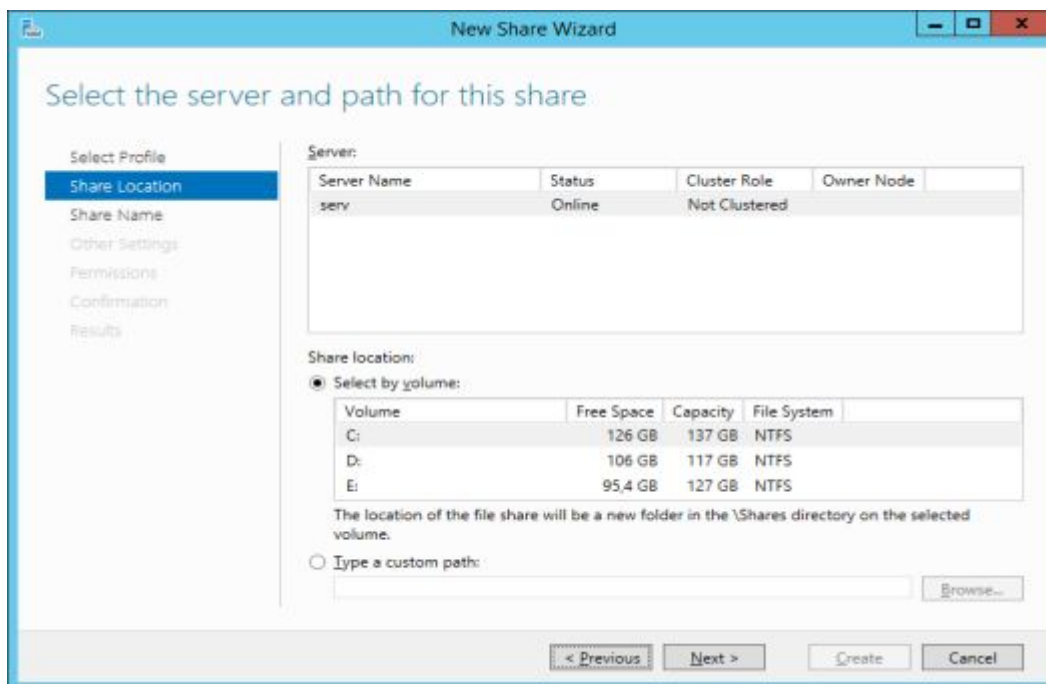 New Share Wizard
Select the server and path for this share
Select Profile
Share Location
Share Name
Other Settings
Permissions
Confirmation
Results
Server:
Server Name Status Cluster Role Owner Node
serv Online Not Clustered
Share location:
Select by volume:
Volume Free Space Capacity File System
C: 126 GB 137 GB NTFS
D: 106 GB 117 GB NTFS
E: 95,4 GB 127 GB NTFS
The location of the file share will be a new folder in the \Shares directory on the selected
volume.
Type a custom path:
Browse...
< Previous Next > Create Cancel